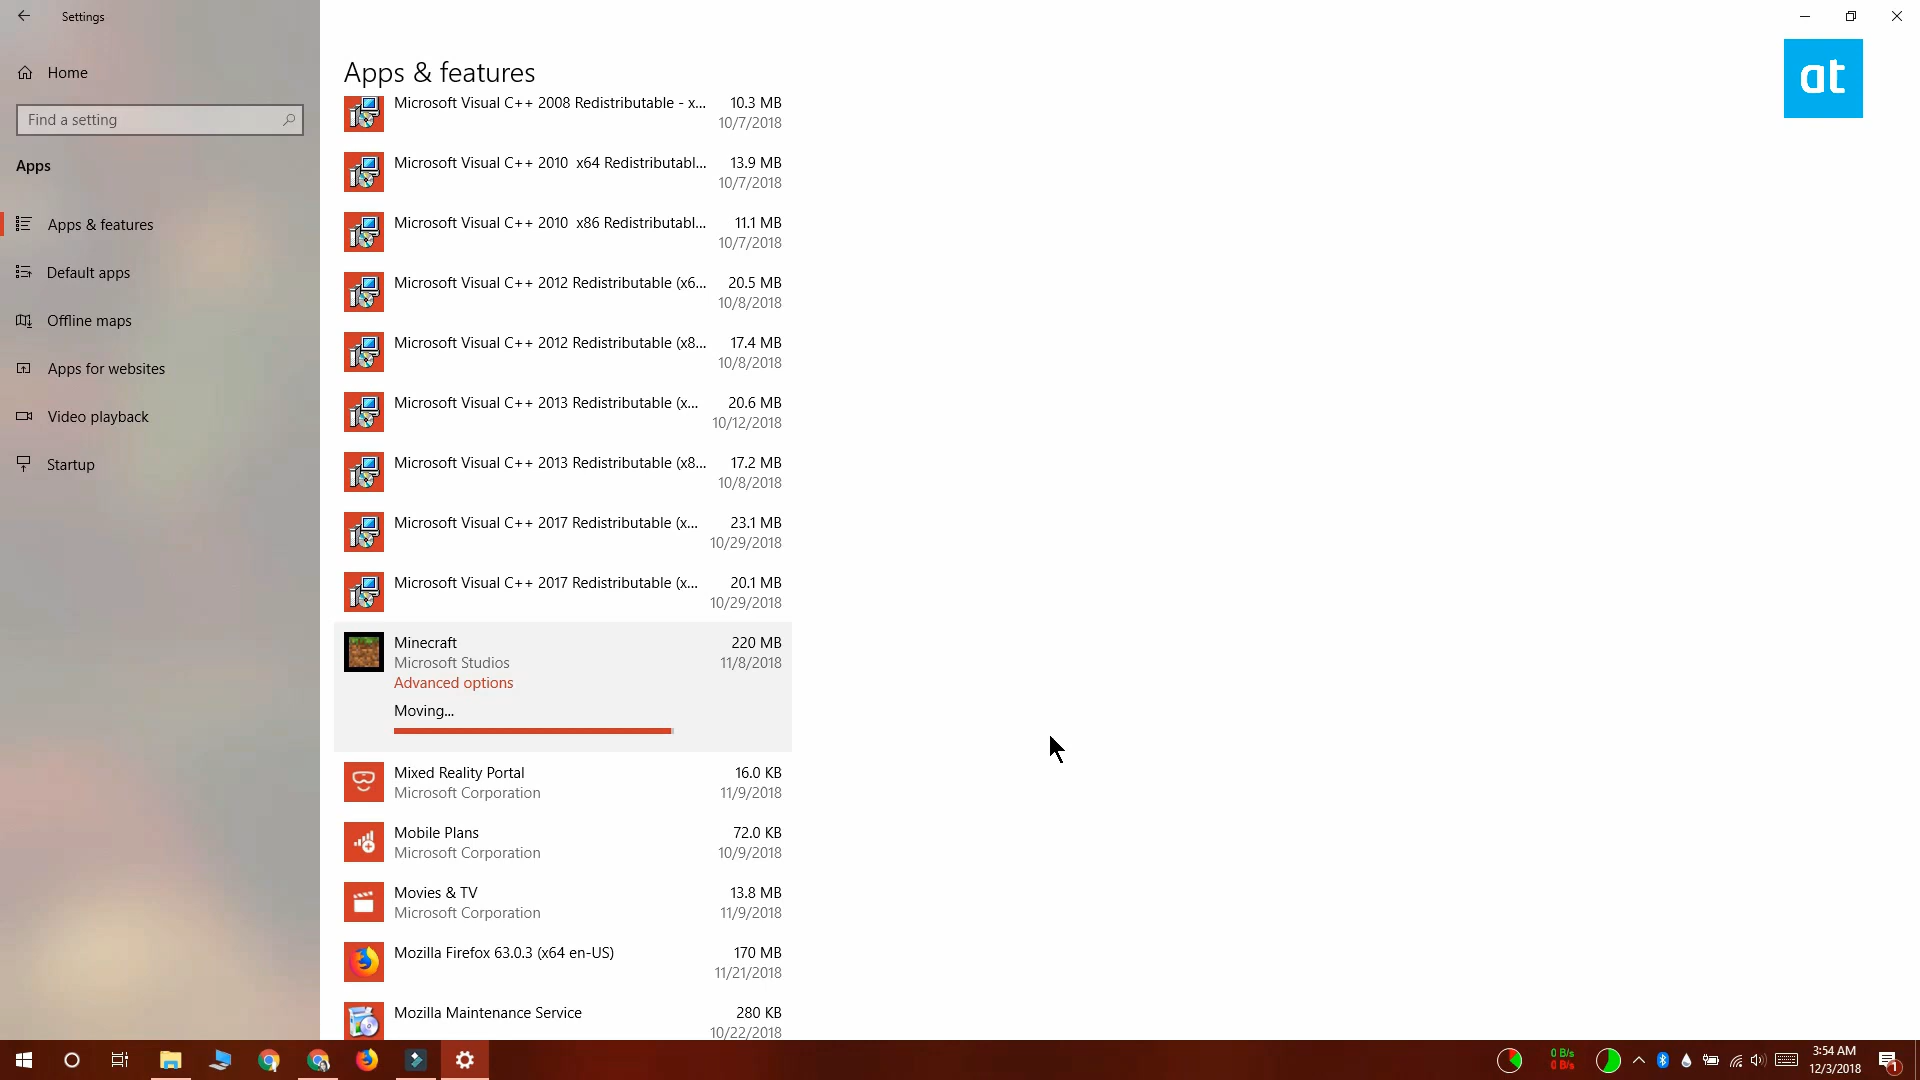 Settings
Home
Find a setting
Apps
Apps & features
Default apps
Offline maps
Apps for websites
Video playback
Startup
at
Apps & features
Microsoft Visual C++ 2008 Redistributable - x... 10.3 MB
10/7/2018
Microsoft Visual C++ 2010 x64 Redistributabl... 13.9 MB
10/7/2018
Microsoft Visual C++ 2010 x86 Redistributabl... 11.1 MB
10/7/2018
Microsoft Visual C++ 2012 Redistributable (x6... 20.5 MB
10/8/2018
Microsoft Visual C++ 2012 Redistributable (x8... 17.4 MB
10/8/2018
Microsoft Visual C++ 2013 Redistributable (x... 20.6 MB
10/12/2018
Microsoft Visual C++ 2013 Redistributable (x8... 17.2 MB
10/8/2018
Microsoft Visual C++ 2017 Redistributable (x... 23.1 MB
10/29/2018
Microsoft Visual C++ 2017 Redistributable (x... 20.1 MB
10/29/2018
Minecraft 220 MB
Microsoft Studios 11/8/2018
Advanced options
Moving...
Mixed Reality Portal 16.0 KB
Microsoft Corporation 11/9/2018
Mobile Plans 72.0 KB
Microsoft Corporation 10/9/2018
Movies & TV 13.8 MB
Microsoft Corporation 11/9/2018
Mozilla Firefox 63.0.3 (x64 en-US) 170 MB
11/21/2018
Mozilla Maintenance Service 280 KB
10/22/2018
0 B/s
0 B/s
3:54 AM
12/3/2018
1